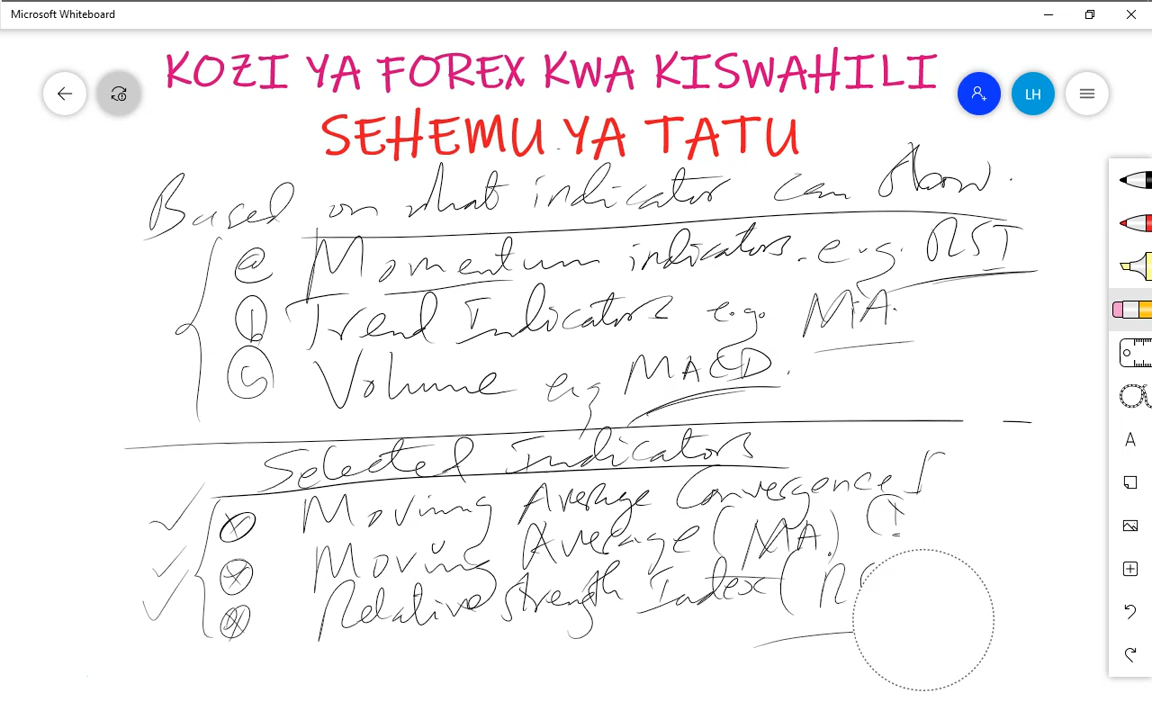 Microsoft Whiteboard
KOZI YA FOREX KWA KISWAHILI
LH
SEHEMU YA TATU
Based on what indicator can show.
@ Momentum indicators. e.g. RSI
b Trend Indicators e.g. MA.
c Volume e.g MACD.
Selected Indicators
x Moving Average Convergence
x Moving Average (MA)
x Relative strength Index (R
A